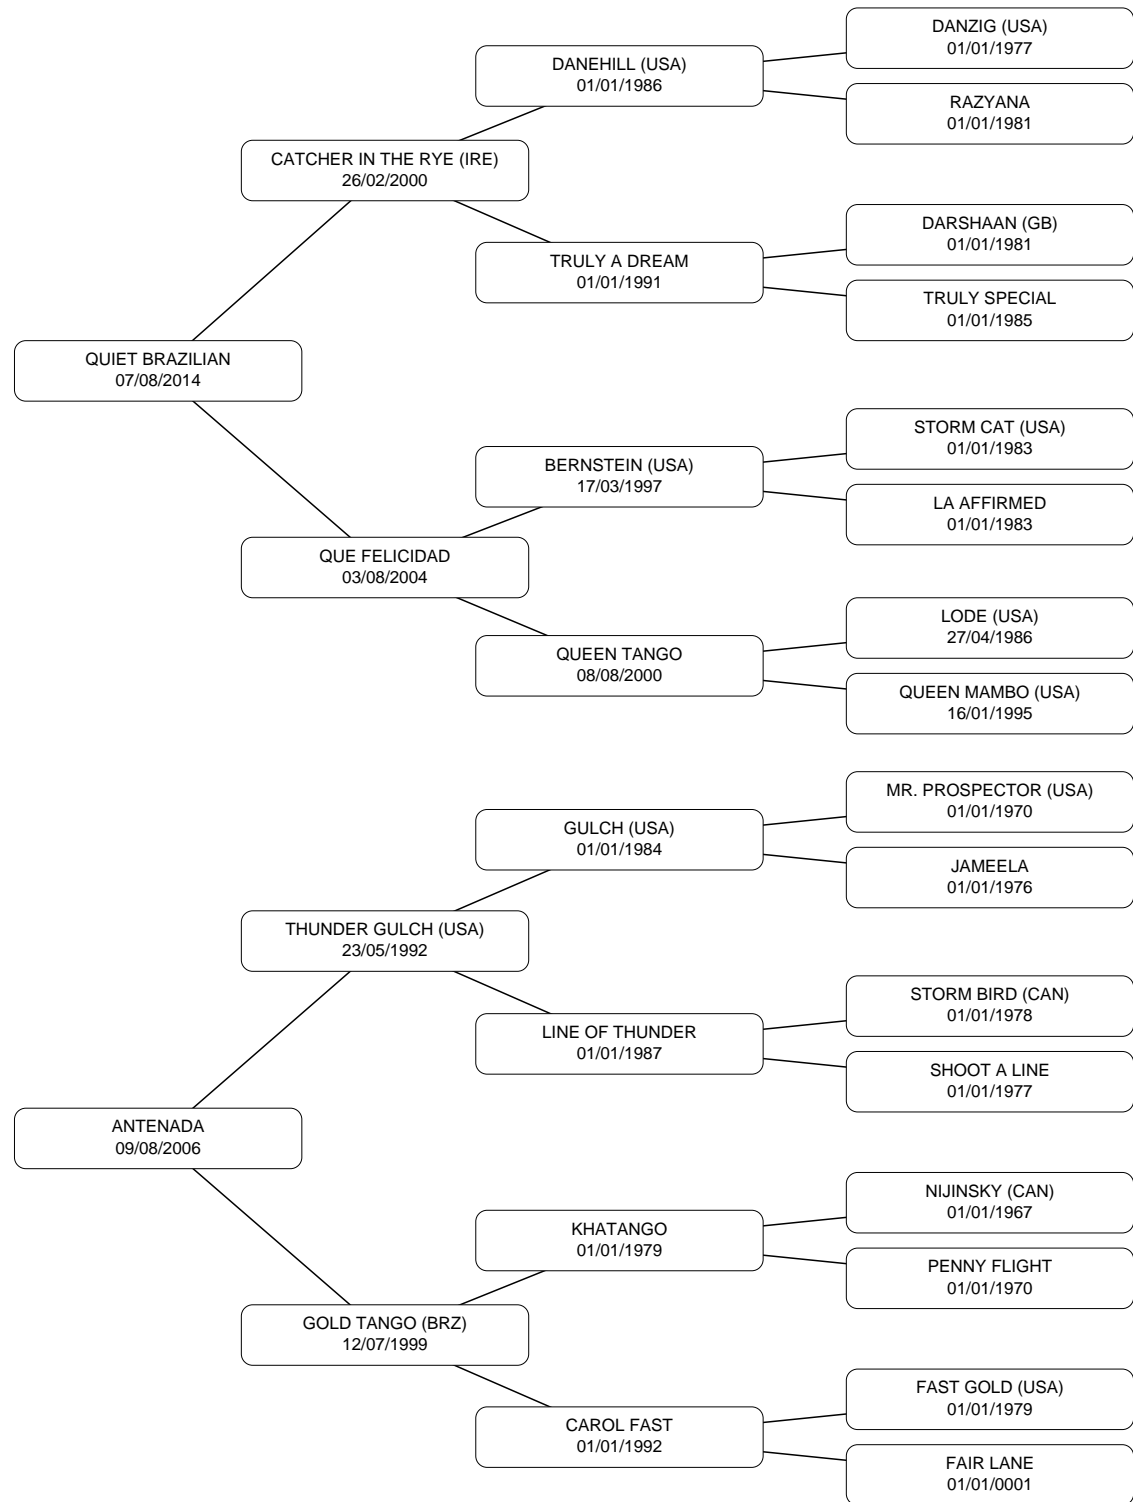 DANZIG (USA)
01/01/1977
DANEHILL (USA)
01/01/1986
RAZYANA
01/01/1981
CATCHER IN THE RYE (IRE)
26/02/2000
DARSHAAN (GB)
01/01/1981
TRULY A DREAM
01/01/1991
TRULY SPECIAL
01/01/1985
QUIET BRAZILIAN
07/08/2014
STORM CAT (USA)
01/01/1983
BERNSTEIN (USA)
17/03/1997
LA AFFIRMED
01/01/1983
QUE FELICIDAD
03/08/2004
LODE (USA)
27/04/1986
QUEEN TANGO
08/08/2000
QUEEN MAMBO (USA)
16/01/1995
MR. PROSPECTOR (USA)
01/01/1970
GULCH (USA)
01/01/1984
JAMEELA
01/01/1976
THUNDER GULCH (USA)
23/05/1992
STORM BIRD (CAN)
01/01/1978
LINE OF THUNDER
01/01/1987
SHOOT A LINE
01/01/1977
ANTENADA
09/08/2006
NIJINSKY (CAN)
01/01/1967
KHATANGO
01/01/1979
PENNY FLIGHT
01/01/1970
GOLD TANGO (BRZ)
12/07/1999
FAST GOLD (USA)
01/01/1979
CAROL FAST
01/01/1992
FAIR LANE
01/01/0001